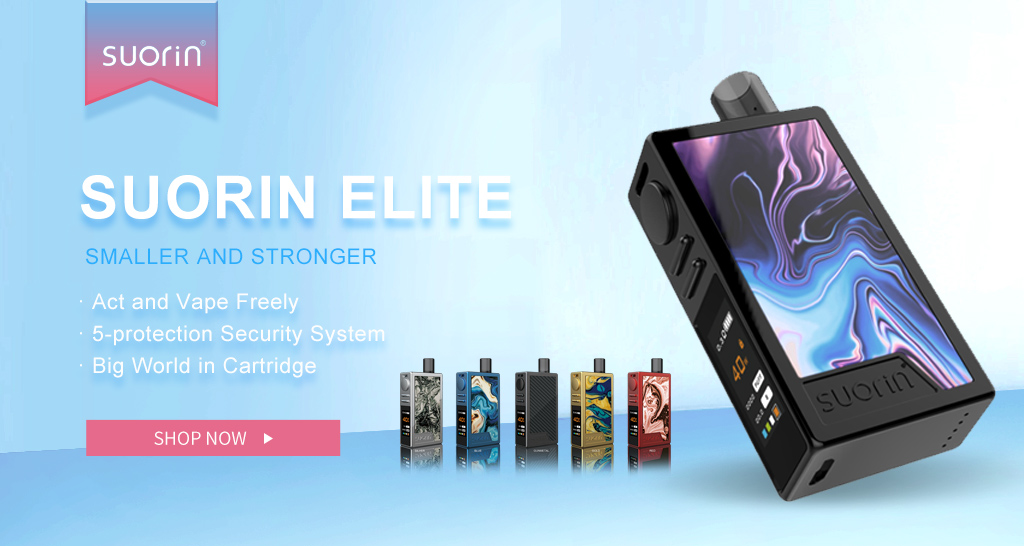 suorin®
SUORIN ELITE
SMALLER AND STRONGER
· Act and Vape Freely
· 5-protection Security System
· Big World in Cartridge
SHOP NOW
suorin
40